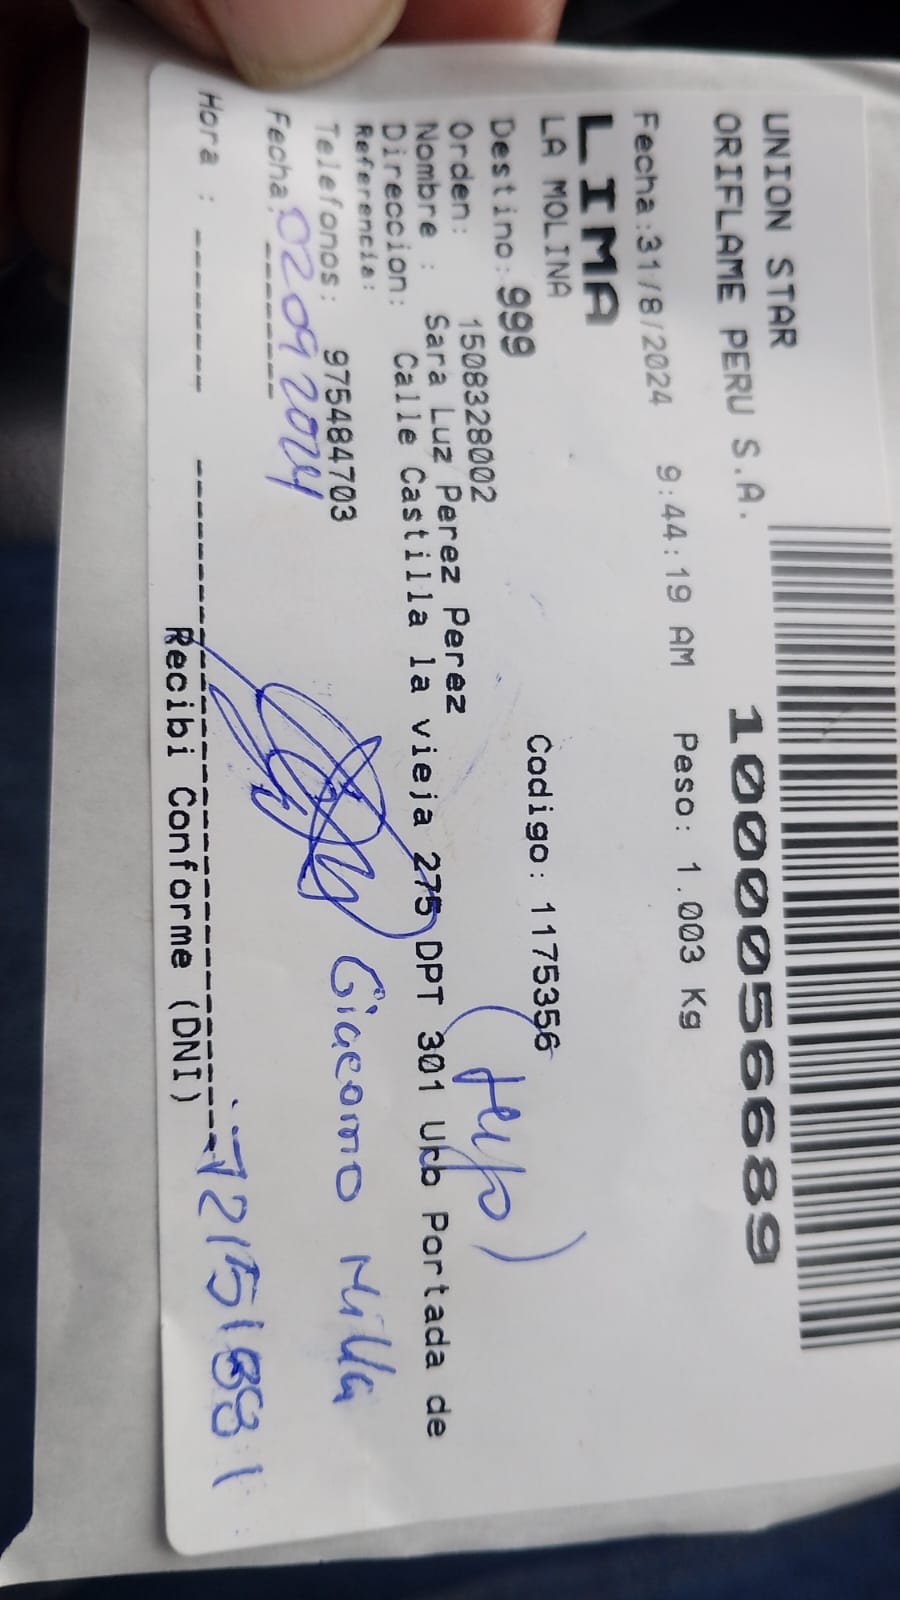 UNION STAR
ORIFLAME PERU S.A.
10000566689
Fecha:31/8/2024 9:44:19 AM Peso: 1.003 Kg
LIMA
LA MOLINA
Destino:999 Codigo: 1175356
Orden: 1508328002
Nombre : Sara Luz Perez Perez Perez
Direccion: Calle Castilla la vieja 275 DPT 301 Urb Portada de
Referencia:
Telefonos: 975484703
Giacomo Milla
Fecha: 02 09 2024
Hora : ------- 
Recibi Conforme (DNI)